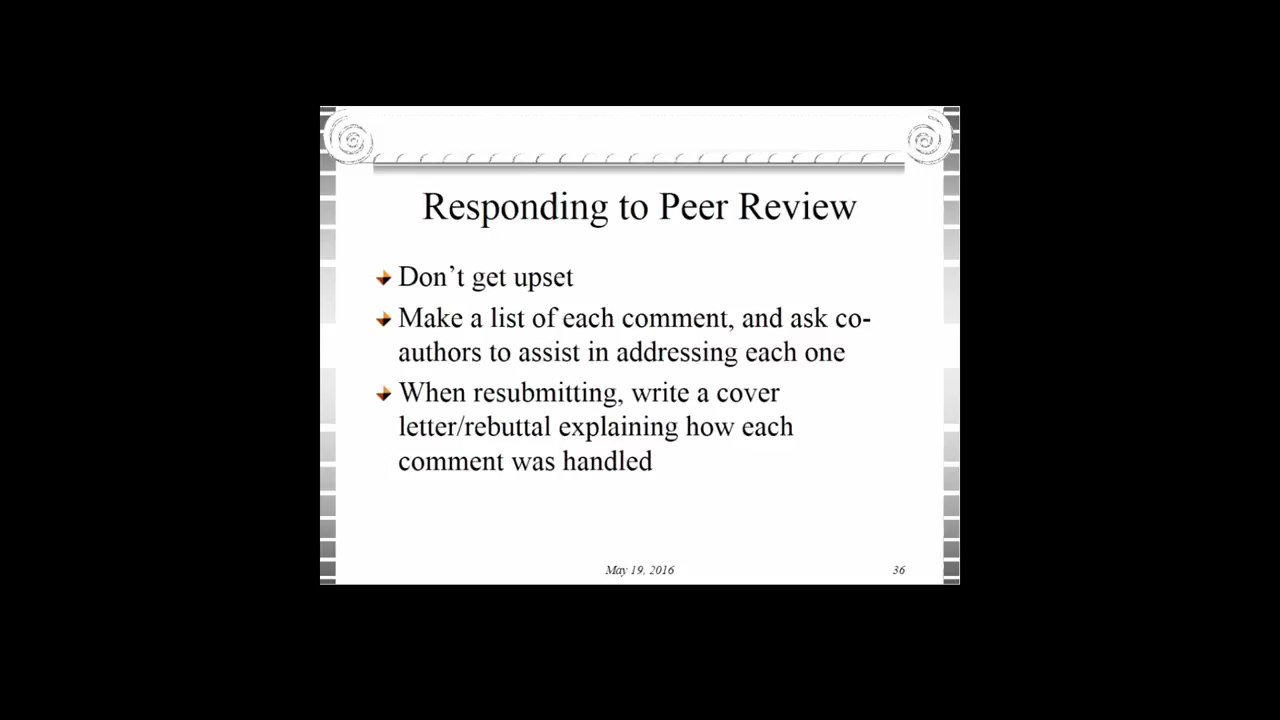 Responding to Peer Review
Don’t get upset
Make a list of each comment, and ask co-
authors to assist in addressing each one
When resubmitting, write a cover
letter/rebuttal explaining how each
comment was handled
May 19, 2016
36